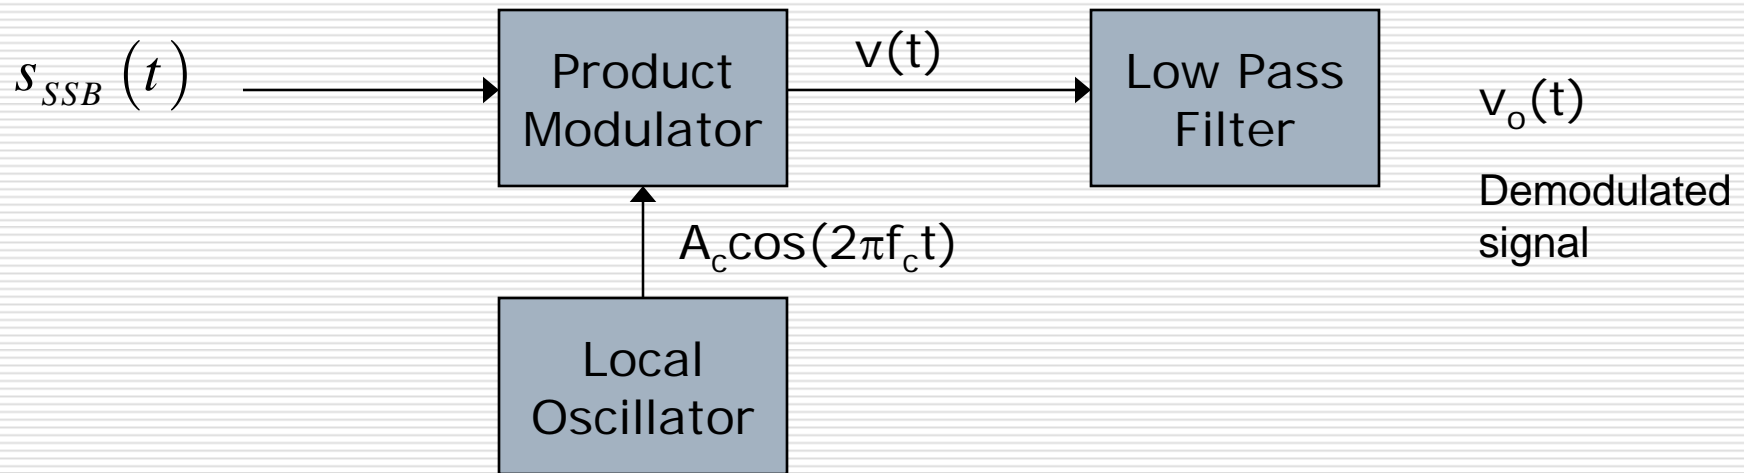 s_SSB (t)
Product
Modulator
v(t)
Low Pass
Filter
v_o(t)
Demodulated
signal
A_c cos(2πf_c t)
Local
Oscillator